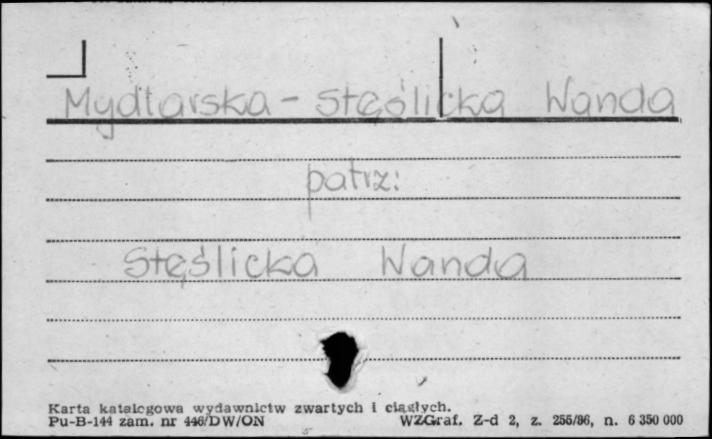 Mydlarska - Stęślicka Wanda
patrz:
Stęślicka Wanda
Karta katalogowa wydawnictw zwartych i ciągłych.
Pu-B-144 zam. nr 446/DW/ON WZGraf. Z-d 2, z. 255/86, n. 6 350 000